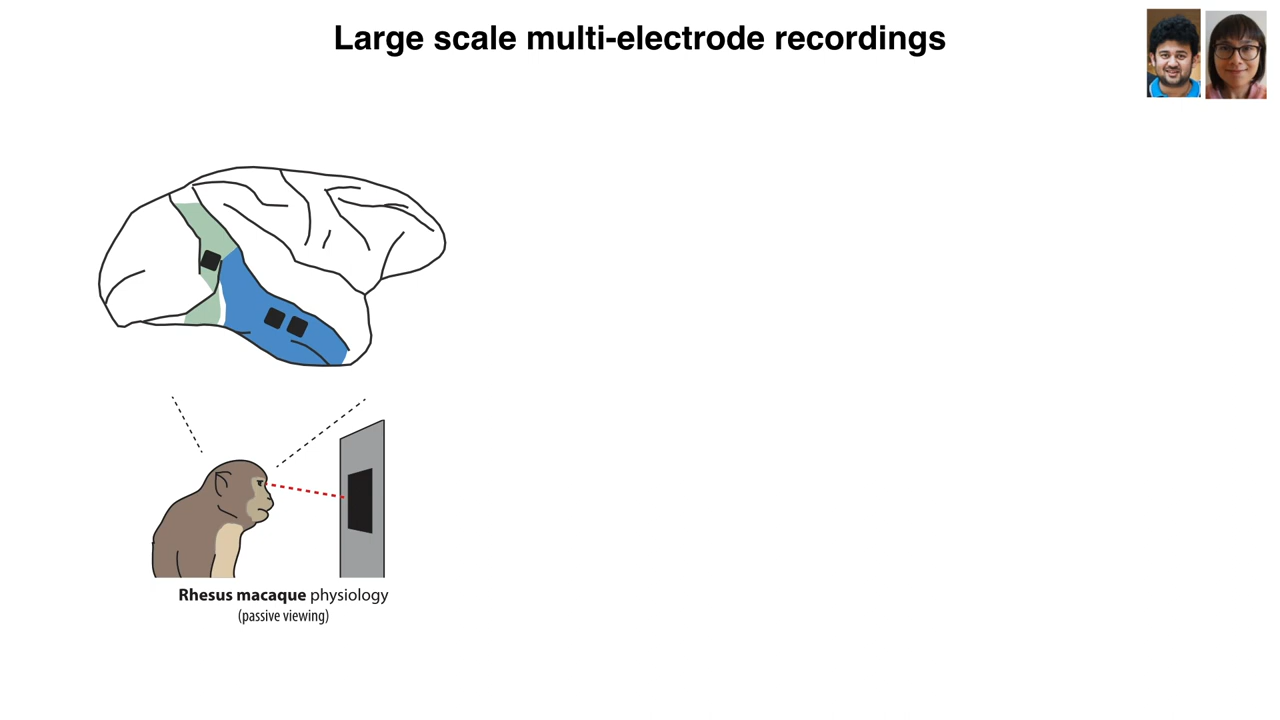 Large scale multi-electrode recordings
Rhesus macaque physiology
(passive viewing)